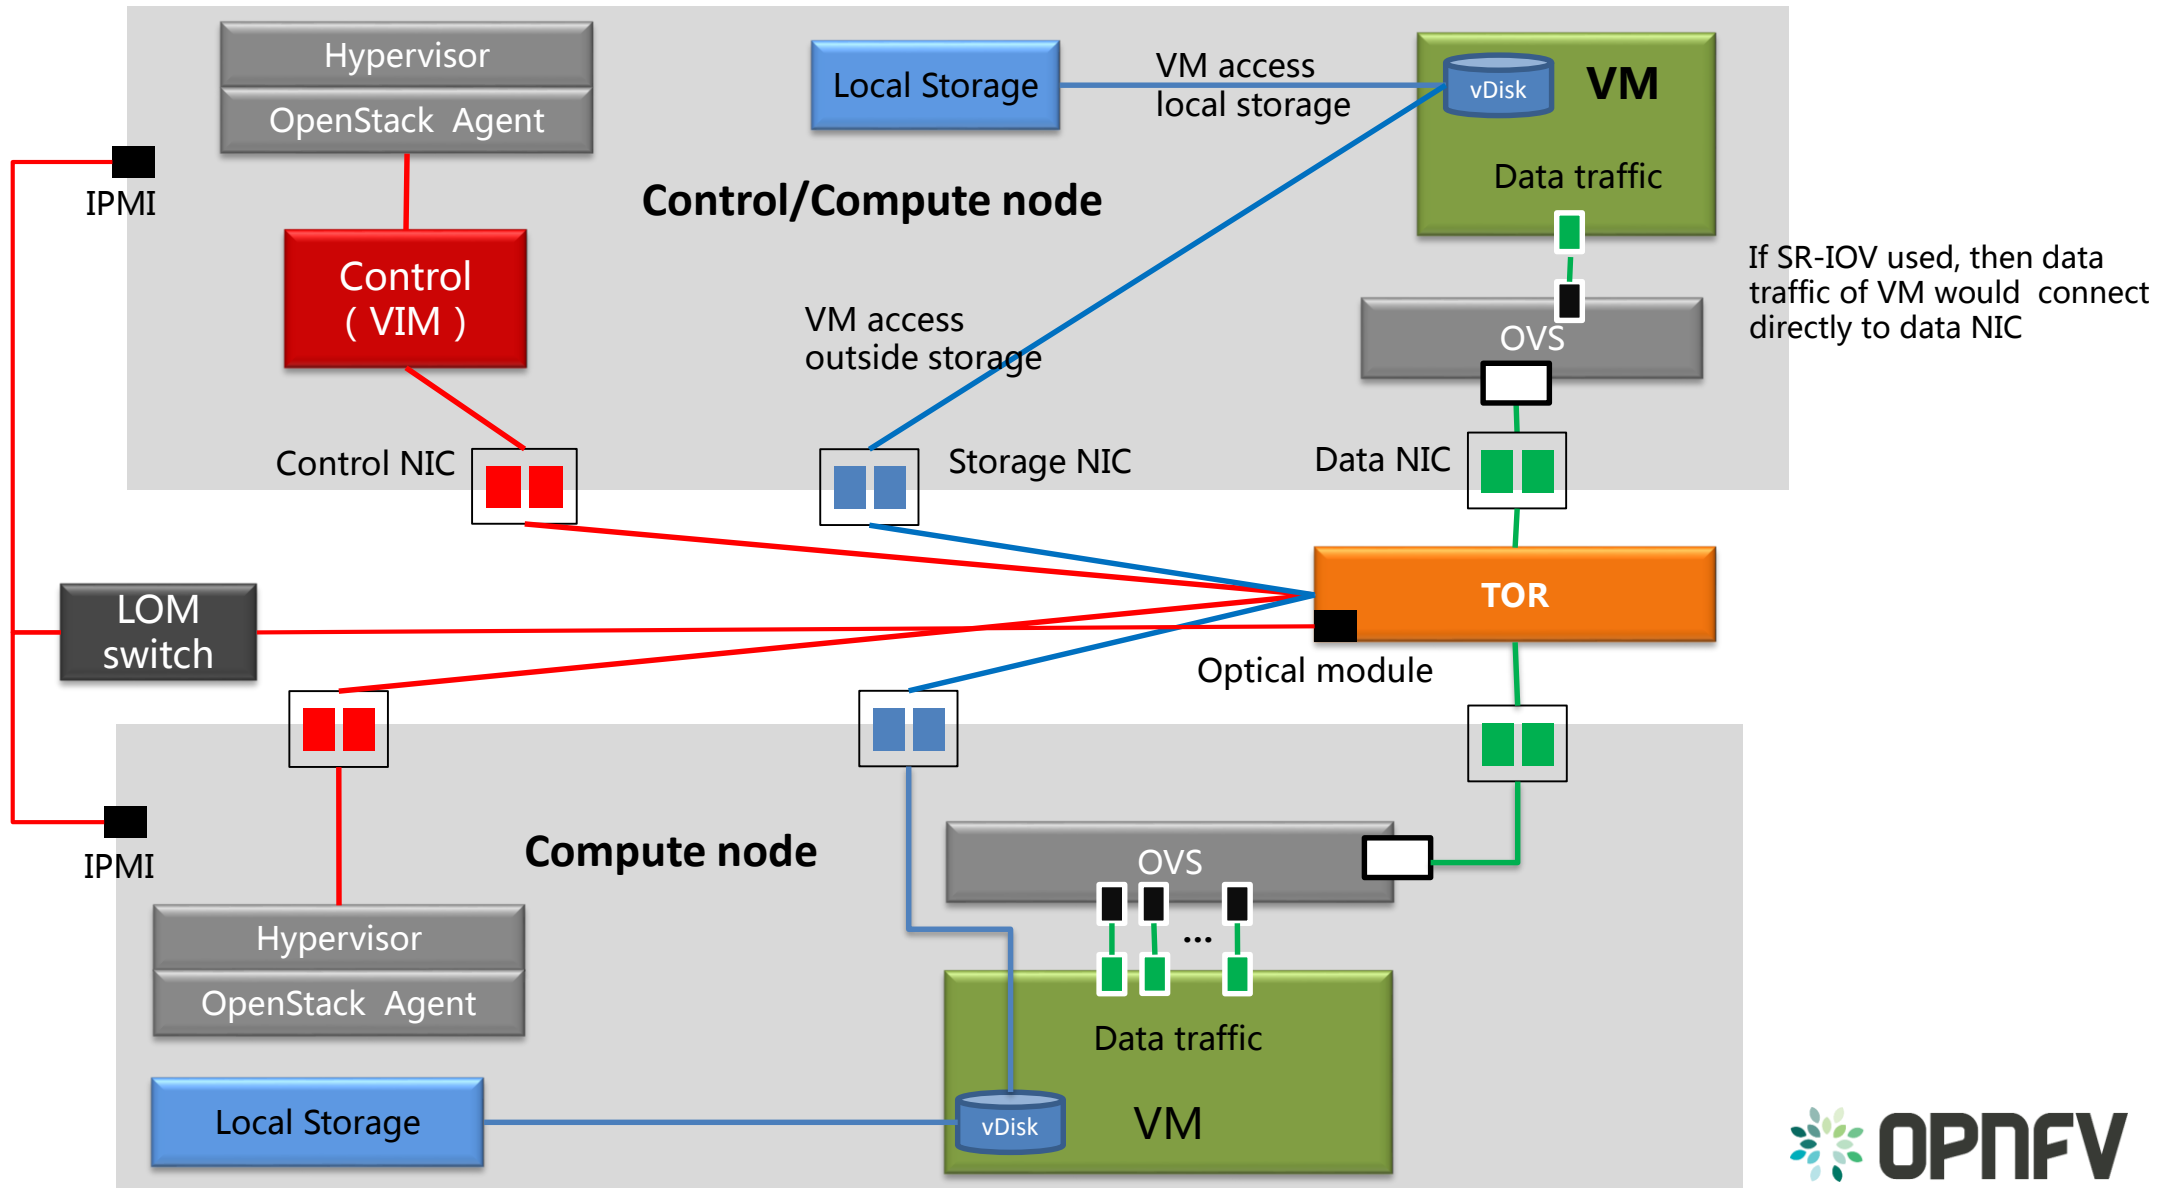 Hypervisor
OpenStack  Agent
Local Storage
VM access
local storage
vDisk
VM
Data traffic
IPMI
Control/Compute node
Control
( VIM )
If SR-IOV used, then data
traffic of VM would  connect
directly to data NIC
VM access
outside storage
OVS
Control NIC
Storage NIC
Data NIC
LOM
switch
TOR
Optical module
IPMI
Compute node
OVS
...
Hypervisor
OpenStack  Agent
Data traffic
Local Storage
vDisk
VM
OPNFV